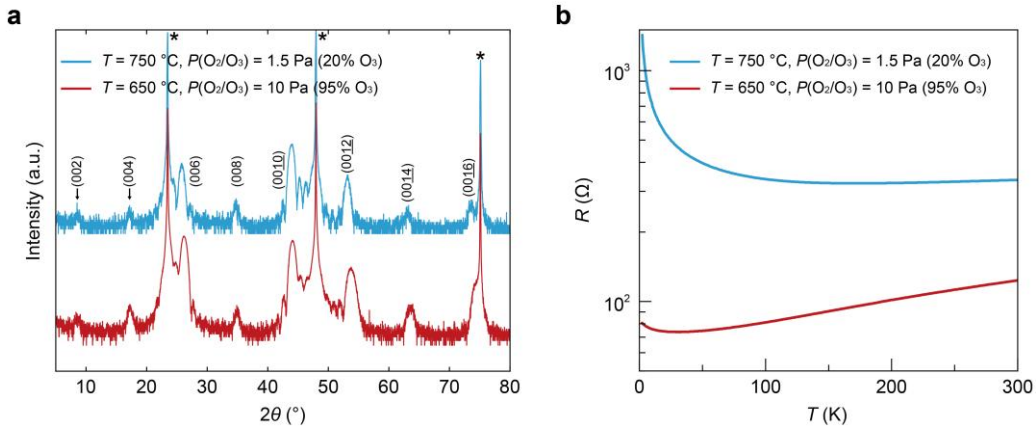 a
*
*
*
T = 750 °C, P(O₂/O₃) = 1.5 Pa (20% O₃)
T = 650 °C, P(O₂/O₃) = 10 Pa (95% O₃)
(002)
(004)
(006)
(008)
(0010)
(0012)
(0014)
(0016)
Intensity (a.u.)
10 20 30 40 50 60 70 80
2θ (°)
b
T = 750 °C, P(O₂/O₃) = 1.5 Pa (20% O₃)
T = 650 °C, P(O₂/O₃) = 10 Pa (95% O₃)
10³
10²
R (Ω)
0 100 200 300
T (K)